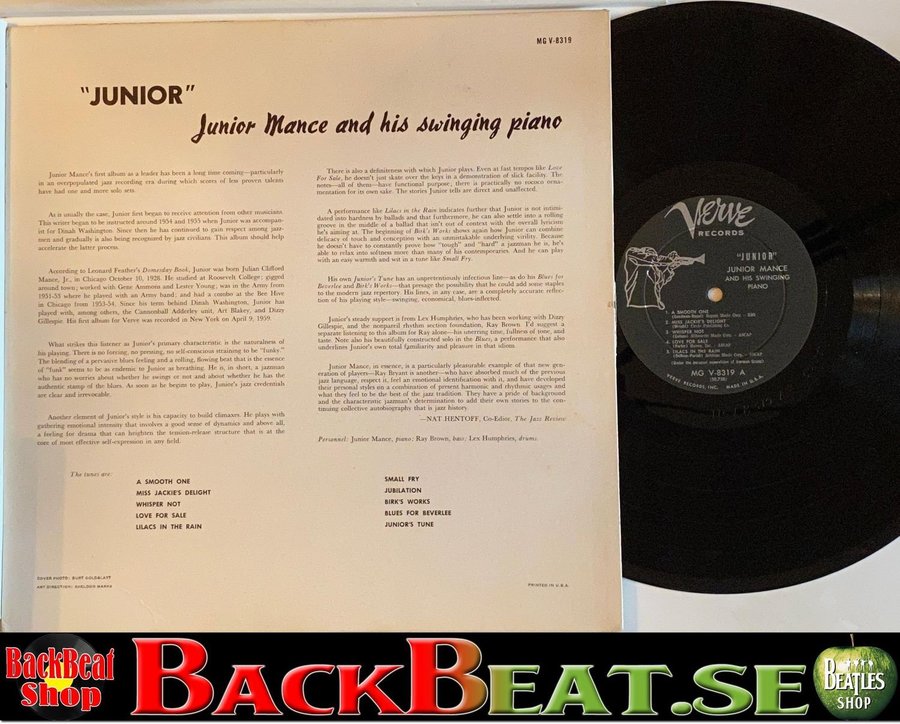 MG V-8319
"JUNIOR"
Junior Mance and his swinging piano
Junior Mance's first album as a leader has been a long time coming—particularly
in an overpopulated jazz recording era during which scores of less proven talents
have had one and more solo sets.
As is usually the case, Junior first began to receive attention from other musicians.
This writer began to be instructed around 1954 and 1955 when Junior was accompan-
ist for Dinah Washington. Since then he has continued to gain respect among jazz-
men and gradually is also being recognized by jazz civilians. This album should help
accelerate the latter process.
According to Leonard Feather's Domesday Book, Junior was born Julian Clifford
Mance, Jr., in Chicago October 10, 1928. He studied at Roosevelt College; gigged
around town; worked with Gene Ammons and Lester Young; was in the Army from
1951-53 where he played with an Army band; and had a combo at the Bee Hive
in Chicago from 1953-54. Since his term behind Dinah Washington, Junior has
played with, among others, the Cannonball Adderley unit, Art Blakey, and Dizzy
Gillespie. His first album for Verve was recorded in New York on April 9, 1959.
What strikes this listener as Junior's primary characteristic is the naturalness of
his playing. There is no forcing, no pressing, no self-conscious straining to be "funky."
The blending of a pervasive blues feeling and a rolling, flowing beat that is the essence
of "funk" seem to be as endemic to Junior as breathing. He is, in short, a jazzman
who has no worries about whether he swings or not and about whether he has the
authentic stamp of the blues. As soon as he begins to play, Junior's jazz credentials
are clear and irrevocable.
Another element of Junior's style is his capacity to build climaxes. He plays with
gathering emotional intensity that involves a good sense of dynamics and above all,
a feeling for drama that can heighten the tension-release structure that is at the
core of most effective self-expression in any field.
There is also a definiteness with which Junior plays. Even at fast tempos like Love
For Sale, he doesn't just skate over the keys in a demonstration of slick facility. The
notes—all of them—have functional purpose; there is practically no rococo orna-
mentation for its own sake. The stories Junior tells are direct and unaffected.
A performance like Lilacs in the Rain indicates further that Junior is not intimi-
dated into hardness by ballads and that furthermore, he can also settle into a rolling
groove in the middle of a ballad that isn't out of context with the overall lyricism
he's aiming at. The beginning of Birk's Works shows again how Junior can combine
delicacy of touch and conception with an unmistakable underlying virility. Because
he doesn't have to constantly prove how "tough" and "hard" a jazzman he is, he's
able to relax into softness more than many of his contemporaries. And he can play
with an easy warmth and wit in a tune like Small Fry.
His own Junior's Tune has an unpretentiously infectious line—as do his Blues for
Beverlee and Birk's Works—that presage the possibility that he could add some staples
to the modern jazz repertory. His lines, in any case, are a completely accurate reflec-
tion of his playing style—swinging, economical, blues-inflected.
Junior's steady support is from Lex Humphries, who has been working with Dizzy
Gillespie, and the nonpareil rhythm section foundation, Ray Brown. I'd suggest a
separate listening to this album for Ray alone—his unerring time, fullness of tone, and
taste. Note also his beautifully constructed solo in the Blues, a performance that also
underlines Junior's own total familiarity and pleasure in that idiom.
Junior Mance, in essence, is a particularly pleasurable example of that new gen-
eration of players—Ray Bryant is another—who have absorbed much of the previous
jazz language, respect it, feel an emotional identification with it, and have developed
their personal styles on a combination of present harmonic and rhythmic usages and
what they feel to be the best of the jazz tradition. They have a pride of background
and the characteristic jazzman's determination to add their own stories to the con-
tinuing collective autobiography that is jazz history.
—NAT HENTOFF, Co-Editor, The Jazz Review
Personnel: Junior Mance, piano; Ray Brown, bass; Lex Humphries, drums.
The tunes are:
A SMOOTH ONE
MISS JACKIE'S DELIGHT
WHISPER NOT
LOVE FOR SALE
LILACS IN THE RAIN
SMALL FRY
JUBILATION
BIRK'S WORKS
BLUES FOR BEVERLEE
JUNIOR'S TUNE
COVER PHOTO: BURT GOLDBLATT
ART DIRECTION: SHELDON MARKS
PRINTED IN U.S.A.
Verve
RECORDS
"JUNIOR"
JUNIOR MANCE
AND HIS SWINGING
PIANO
1. A SMOOTH ONE
2. MISS JACKIE'S DELIGHT
3. WHISPER NOT
4. LOVE FOR SALE
5. LILACS IN THE RAIN
MG V-8319 A
VERVE RECORDS, INC. MADE IN U.S.A.
BackBeat
Shop
BACKBEAT.SE
BEATLES
SHOP